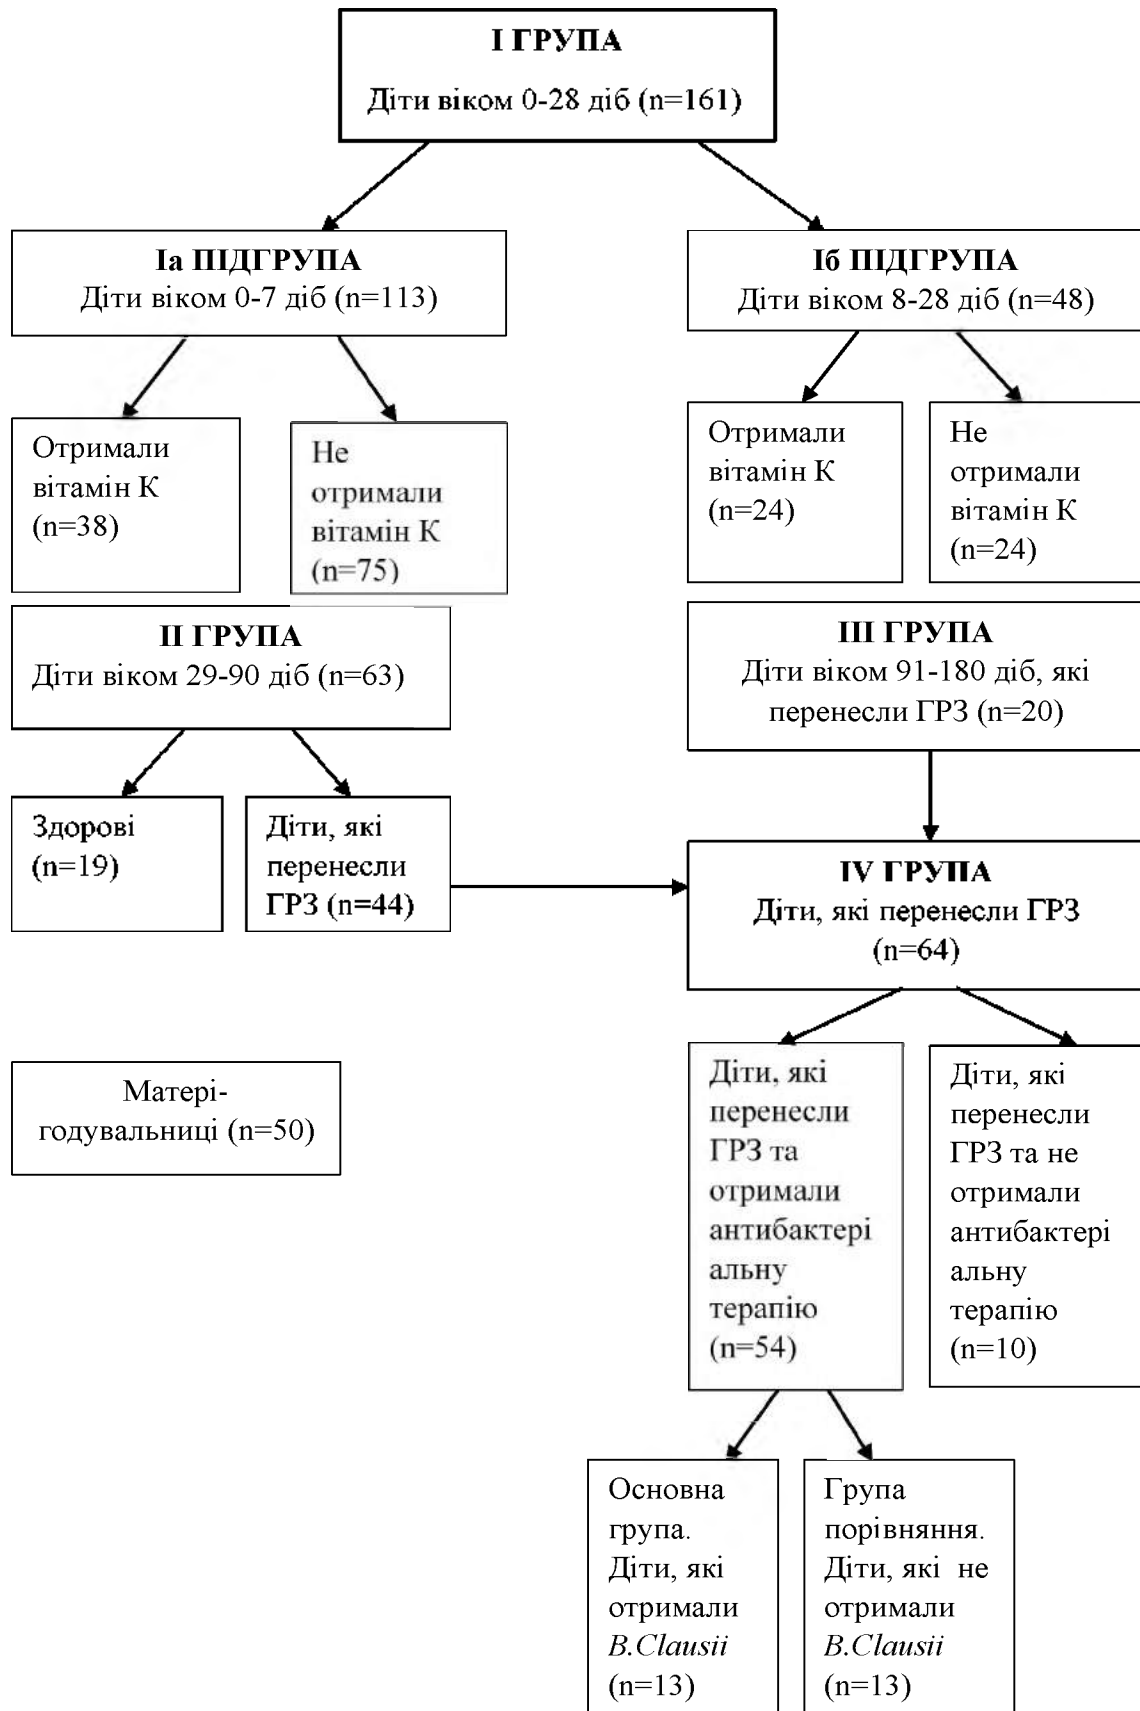 І ГРУПА
Діти віком 0-28 діб (n=161)
Іа ПІДГРУПА
Діти віком 0-7 діб (n=113)
Іб ПІДГРУПА
Діти віком 8-28 діб (n=48)
Отримали
вітамін К
(n=38)
Не
отримали
вітамін К
(n=75)
Отримали
вітамін К
(n=24)
Не
отримали
вітамін К
(n=24)
ІІ ГРУПА
Діти віком 29-90 діб (n=63)
ІІІ ГРУПА
Діти віком 91-180 діб, які
перенесли ГРЗ (n=20)
Здорові
(n=19)
Діти, які
перенесли
ГРЗ (n=44)
IV ГРУПА
Діти, які перенесли ГРЗ
(n=64)
Матері-
годувальниці (n=50)
Діти, які
перенесли
ГРЗ та
отримали
антибактері
альну
терапію
(n=54)
Діти, які
перенесли
ГРЗ та не
отримали
антибактері
альну
терапію
(n=10)
Основна
група.
Діти, які
отримали
B.Clausii
(n=13)
Група
порівняння.
Діти, які не
отримали
B.Clausii
(n=13)